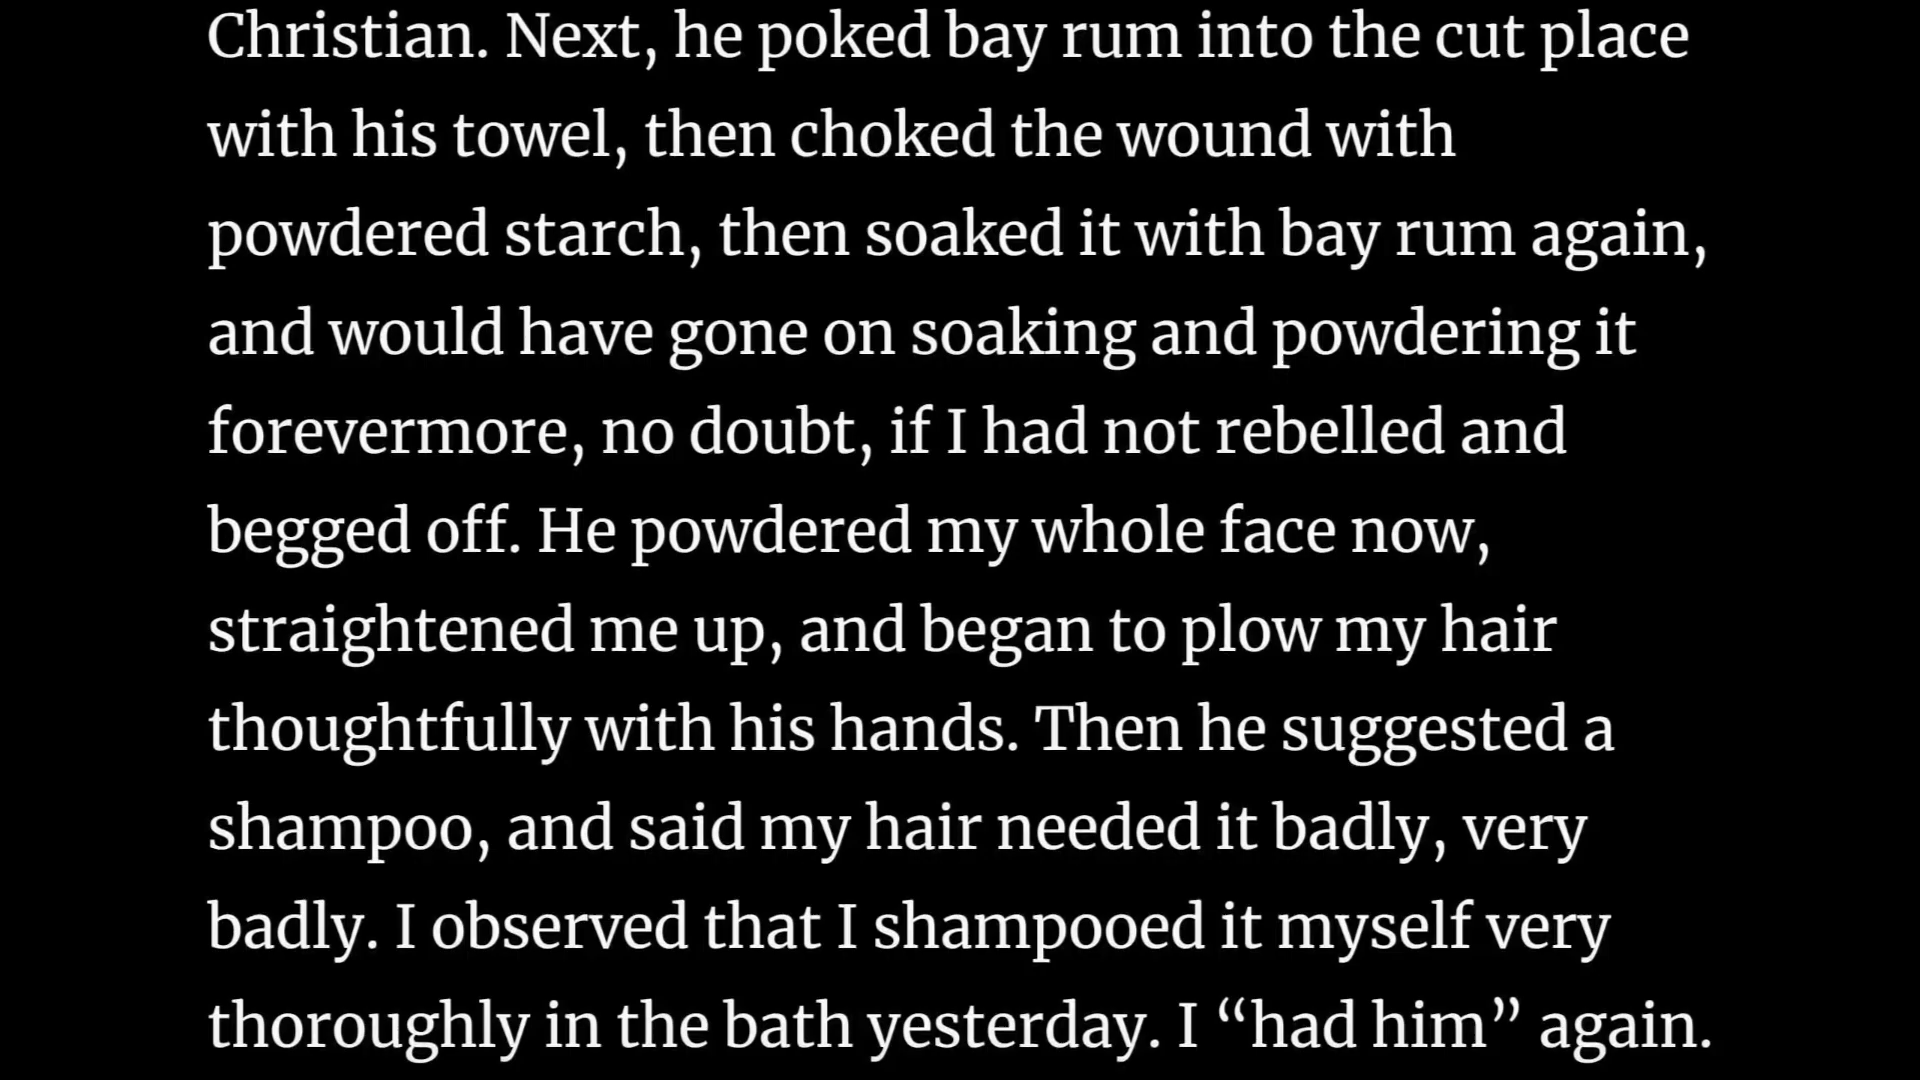 Christian. Next, he poked bay rum into the cut place
with his towel, then choked the wound with
powdered starch, then soaked it with bay rum again,
and would have gone on soaking and powdering it
forevermore, no doubt, if I had not rebelled and
begged off. He powdered my whole face now,
straightened me up, and began to plow my hair
thoughtfully with his hands. Then he suggested a
shampoo, and said my hair needed it badly, very
badly. I observed that I shampooed it myself very
thoroughly in the bath yesterday. I “had him” again.